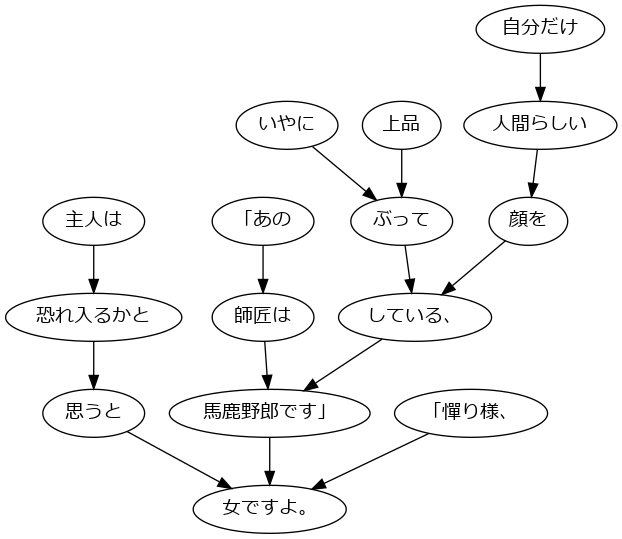 自分だけ
いやに
上品
人間らしい
主人は
「あの
ぶって
顔を
恐れ入るかと
師匠は
している、
思うと
馬鹿野郎です」
「憚り様、
女ですよ。